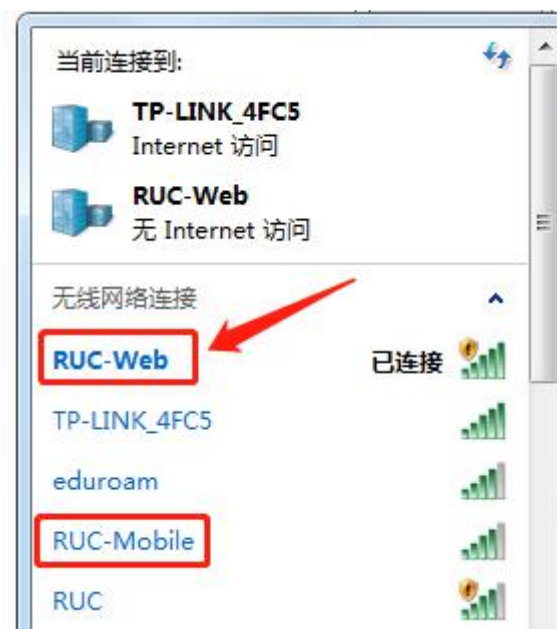 当前连接到:
TP-LINK_4FC5
Internet 访问
RUC-Web
无 Internet 访问
无线网络连接
RUC-Web 已连接
TP-LINK_4FC5
eduroam
RUC-Mobile
RUC